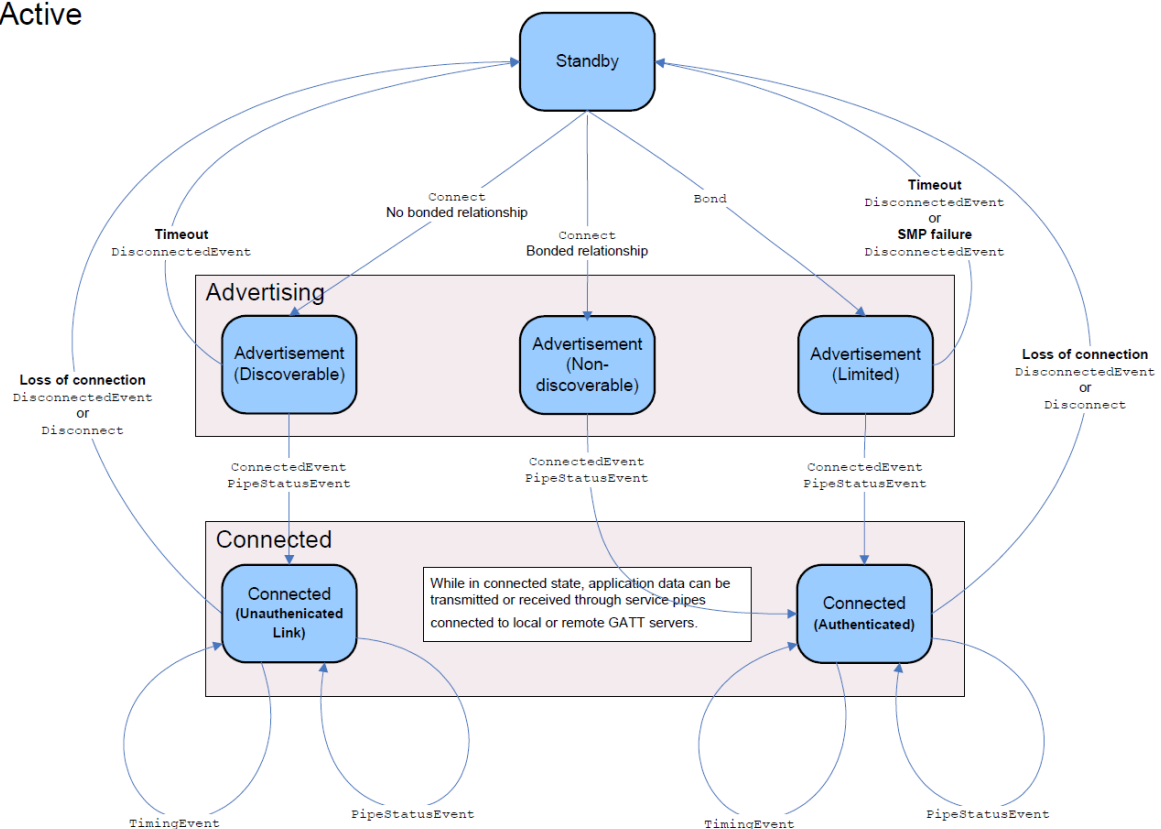 Active
Standby
Connect
No bonded relationship
Connect
Bonded relationship
Bond
Timeout
DisconnectedEvent
or
SMP failure
DisconnectedEvent
Timeout
DisconnectedEvent
Advertising
Advertisement
(Discoverable)
Advertisement
(Non-
discoverable)
Advertisement
(Limited)
Loss of connection
DisconnectedEvent
or
Disconnect
Loss of connection
DisconnectedEvent
or
Disconnect
ConnectedEvent
PipeStatusEvent
ConnectedEvent
PipeStatusEvent
ConnectedEvent
PipeStatusEvent
Connected
Connected
(Unauthenicated
Link)
While in connected state, application data can be
transmitted or received through service pipes
connected to local or remote GATT servers.
Connected
(Authenticated)
TimingEvent
PipeStatusEvent
TimingEvent
PipeStatusEvent